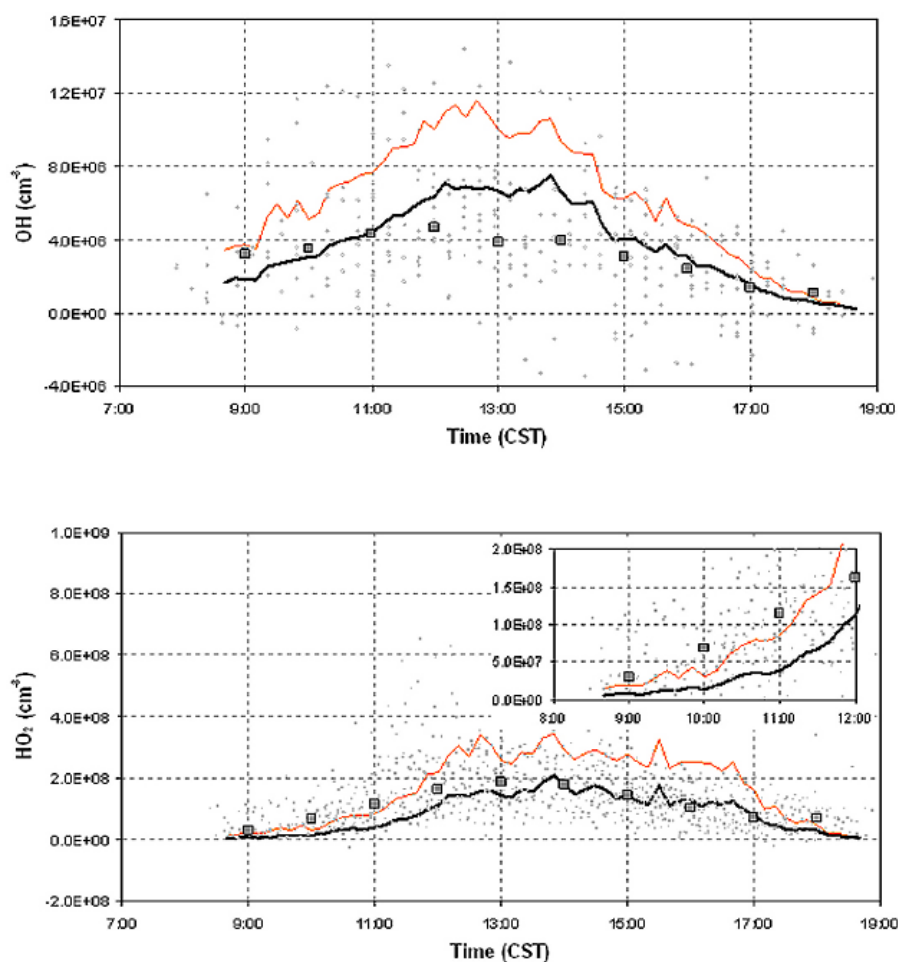 1.6E+07
1.2E+07
8.0E+06
4.0E+06
0.0E+00
-4.0E+06
OH (cm-3)
7:00 9:00 11:00 13:00 15:00 17:00 19:00
Time (CST)
1.0E+09
8.0E+08
6.0E+08
4.0E+08
2.0E+08
0.0E+00
-2.0E+08
HO2 (cm-3)
2.0E+08
1.5E+08
1.0E+08
5.0E+07
0.0E+00
8:00 9:00 10:00 11:00 12:00
7:00 9:00 11:00 13:00 15:00 17:00 19:00
Time (CST)